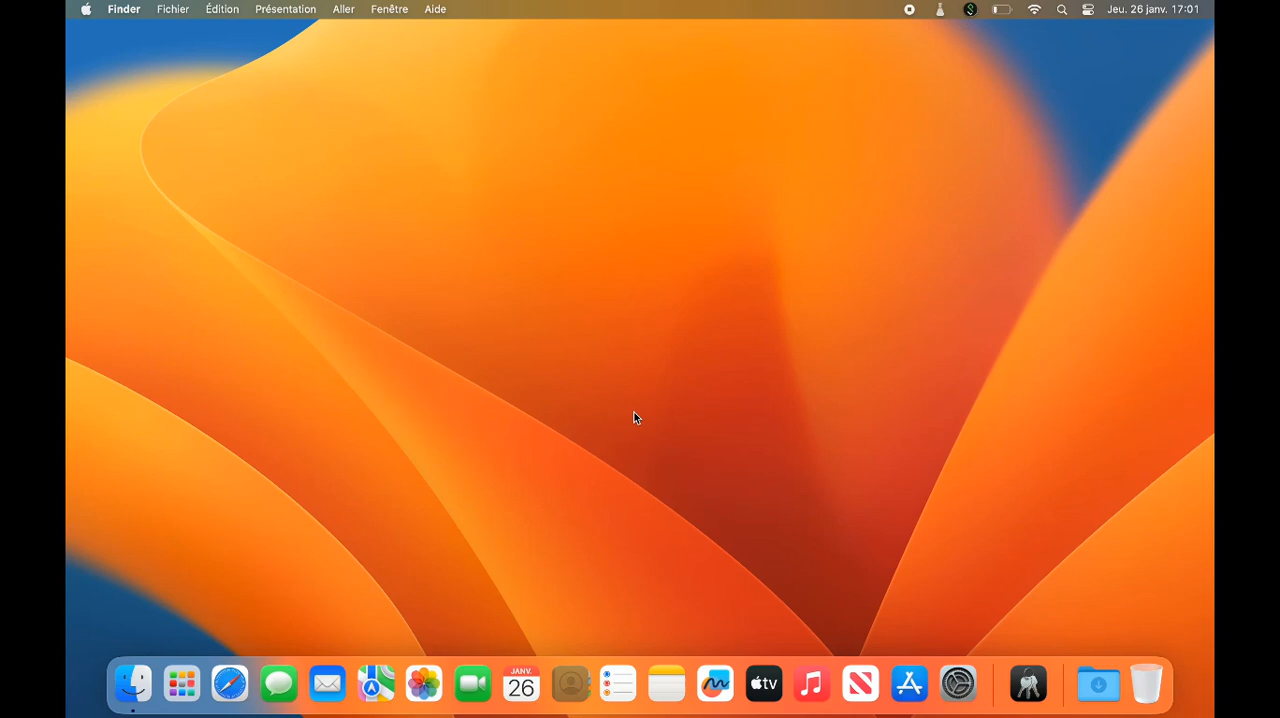 Finder Fichier Édition Présentation Aller Fenêtre Aide Jeu. 26 janv. 17:01
JANV.
26
tv